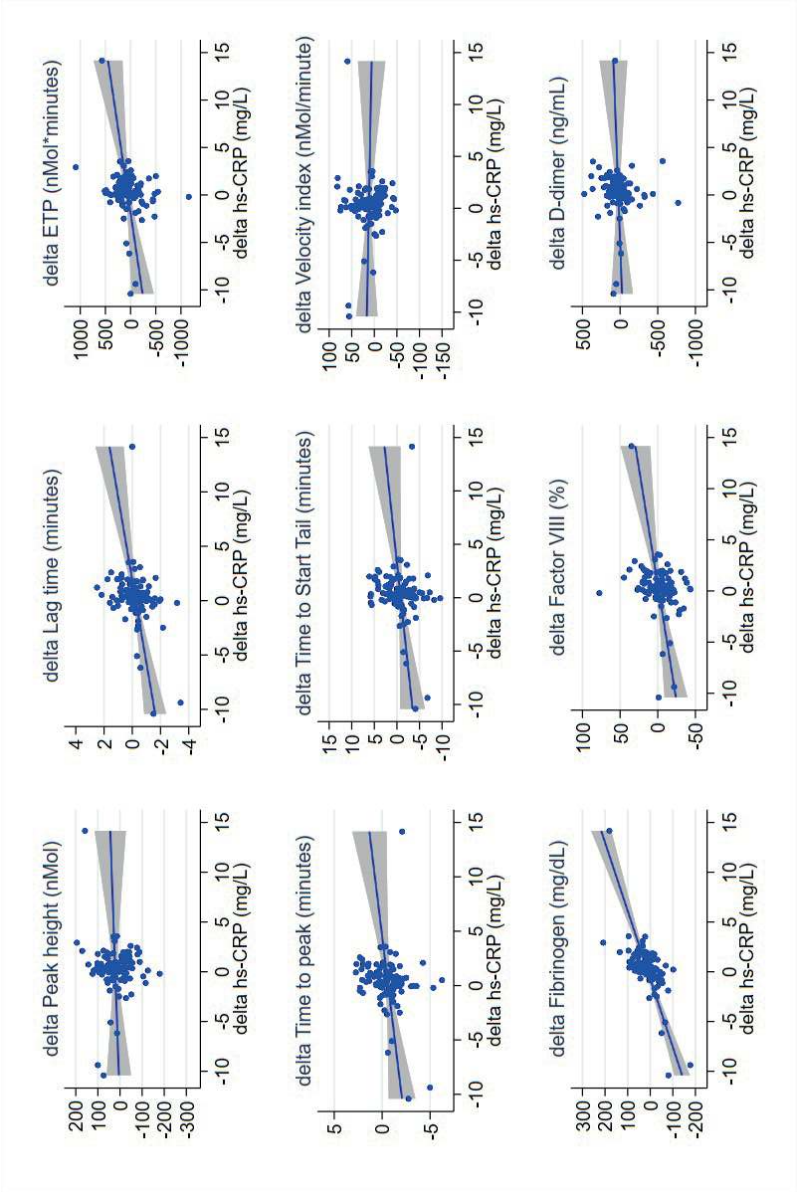 delta Peak height (nMol)
200
100
0
-100
-200
-300
-10 -5 0 5 10 15
delta hs-CRP (mg/L)
delta Lag time (minutes)
4
2
0
-2
-4
-10 -5 0 5 10 15
delta hs-CRP (mg/L)
delta ETP (nMol*minutes)
1000
500
0
-500
-1000
-10 -5 0 5 10 15
delta hs-CRP (mg/L)
delta Time to peak (minutes)
5
0
-5
-10 -5 0 5 10 15
delta hs-CRP (mg/L)
delta Time to Start Tail (minutes)
15
10
5
0
-5
-10
-10 -5 0 5 10 15
delta hs-CRP (mg/L)
delta Velocity index (nMol/minute)
100
50
0
-50
-100
-150
-10 -5 0 5 10 15
delta hs-CRP (mg/L)
delta Fibrinogen (mg/dL)
300
200
100
0
-100
-200
-10 -5 0 5 10 15
delta hs-CRP (mg/L)
delta Factor VIII (%)
100
50
0
-50
-10 -5 0 5 10 15
delta hs-CRP (mg/L)
delta D-dimer (ng/mL)
500
0
-500
-1000
-10 -5 0 5 10 15
delta hs-CRP (mg/L)